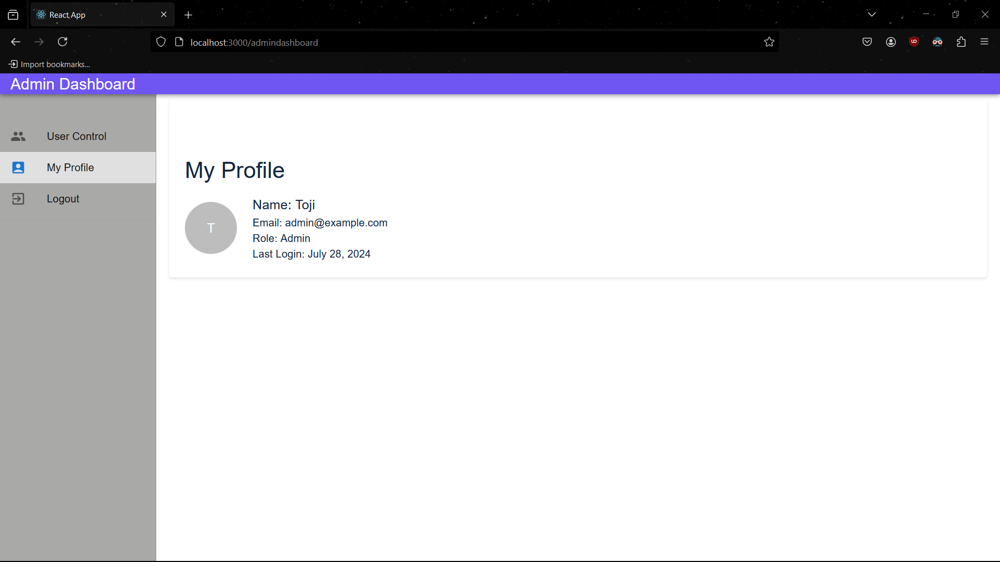 React App
localhost:3000/admindashboard
Import bookmarks...
Admin Dashboard
User Control
My Profile
Logout
My Profile
T
Name: Toji
Email: admin@example.com
Role: Admin
Last Login: July 28, 2024